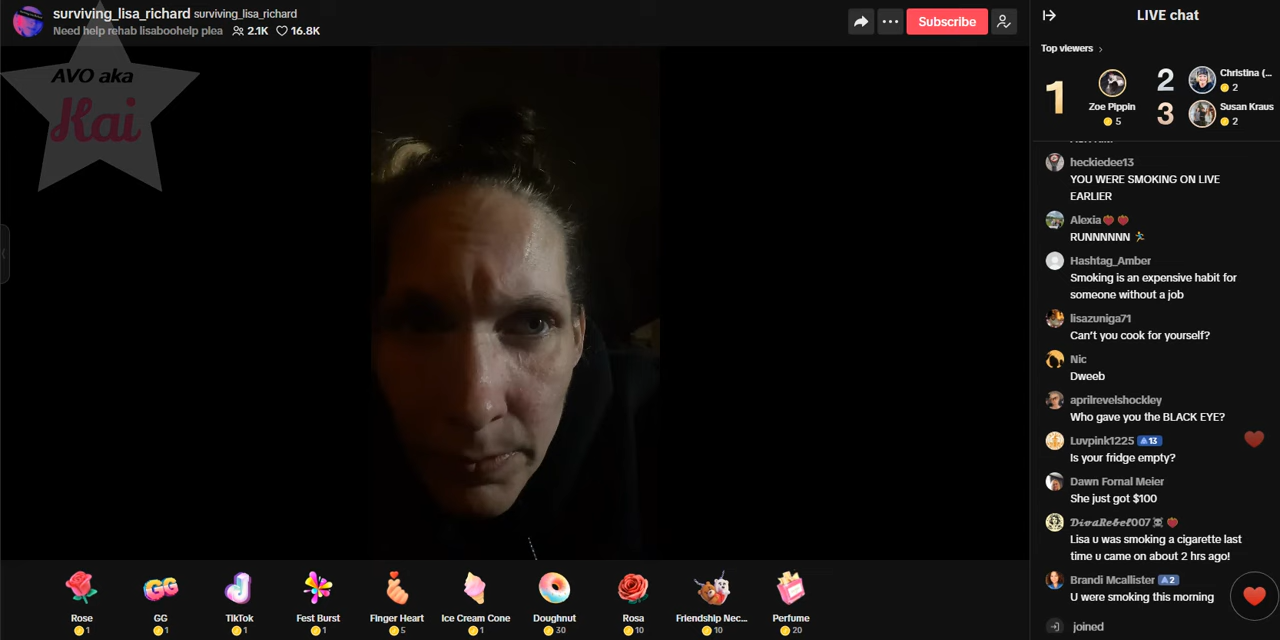 surviving_lisa_richard surviving_lisa_richard
Need help rehab lisaboohelp plea 2.1K 16.8K
Subscribe
AVO aka
Kai
LIVE chat
Top viewers
1
Zoe Pippin
5
2
Christina (...
2
3
Susan Kraus
2
heckiedee13
YOU WERE SMOKING ON LIVE
EARLIER
Alexia🍓🍓
RUNNNNNN 🏃
Hashtag_Amber
Smoking is an expensive habit for
someone without a job
lisazuniga71
Can't you cook for yourself?
Nic
Dweeb
aprilrevelshockley
Who gave you the BLACK EYE?
Luvpink1225 13
Is your fridge empty?
Dawn Fornal Meier
She just got $100
𝓓𝓲𝓿𝓪𝓡𝓮𝓫𝓮𝓵007☠️🍓
Lisa u was smoking a cigarette last
time u came on about 2 hrs ago!
Brandi Mcallister 2
U were smoking this morning
joined
Rose
1
GG
1
TikTok
1
Fest Burst
1
Finger Heart
5
Ice Cream Cone
1
Doughnut
30
Rosa
10
Friendship Nec...
10
Perfume
20